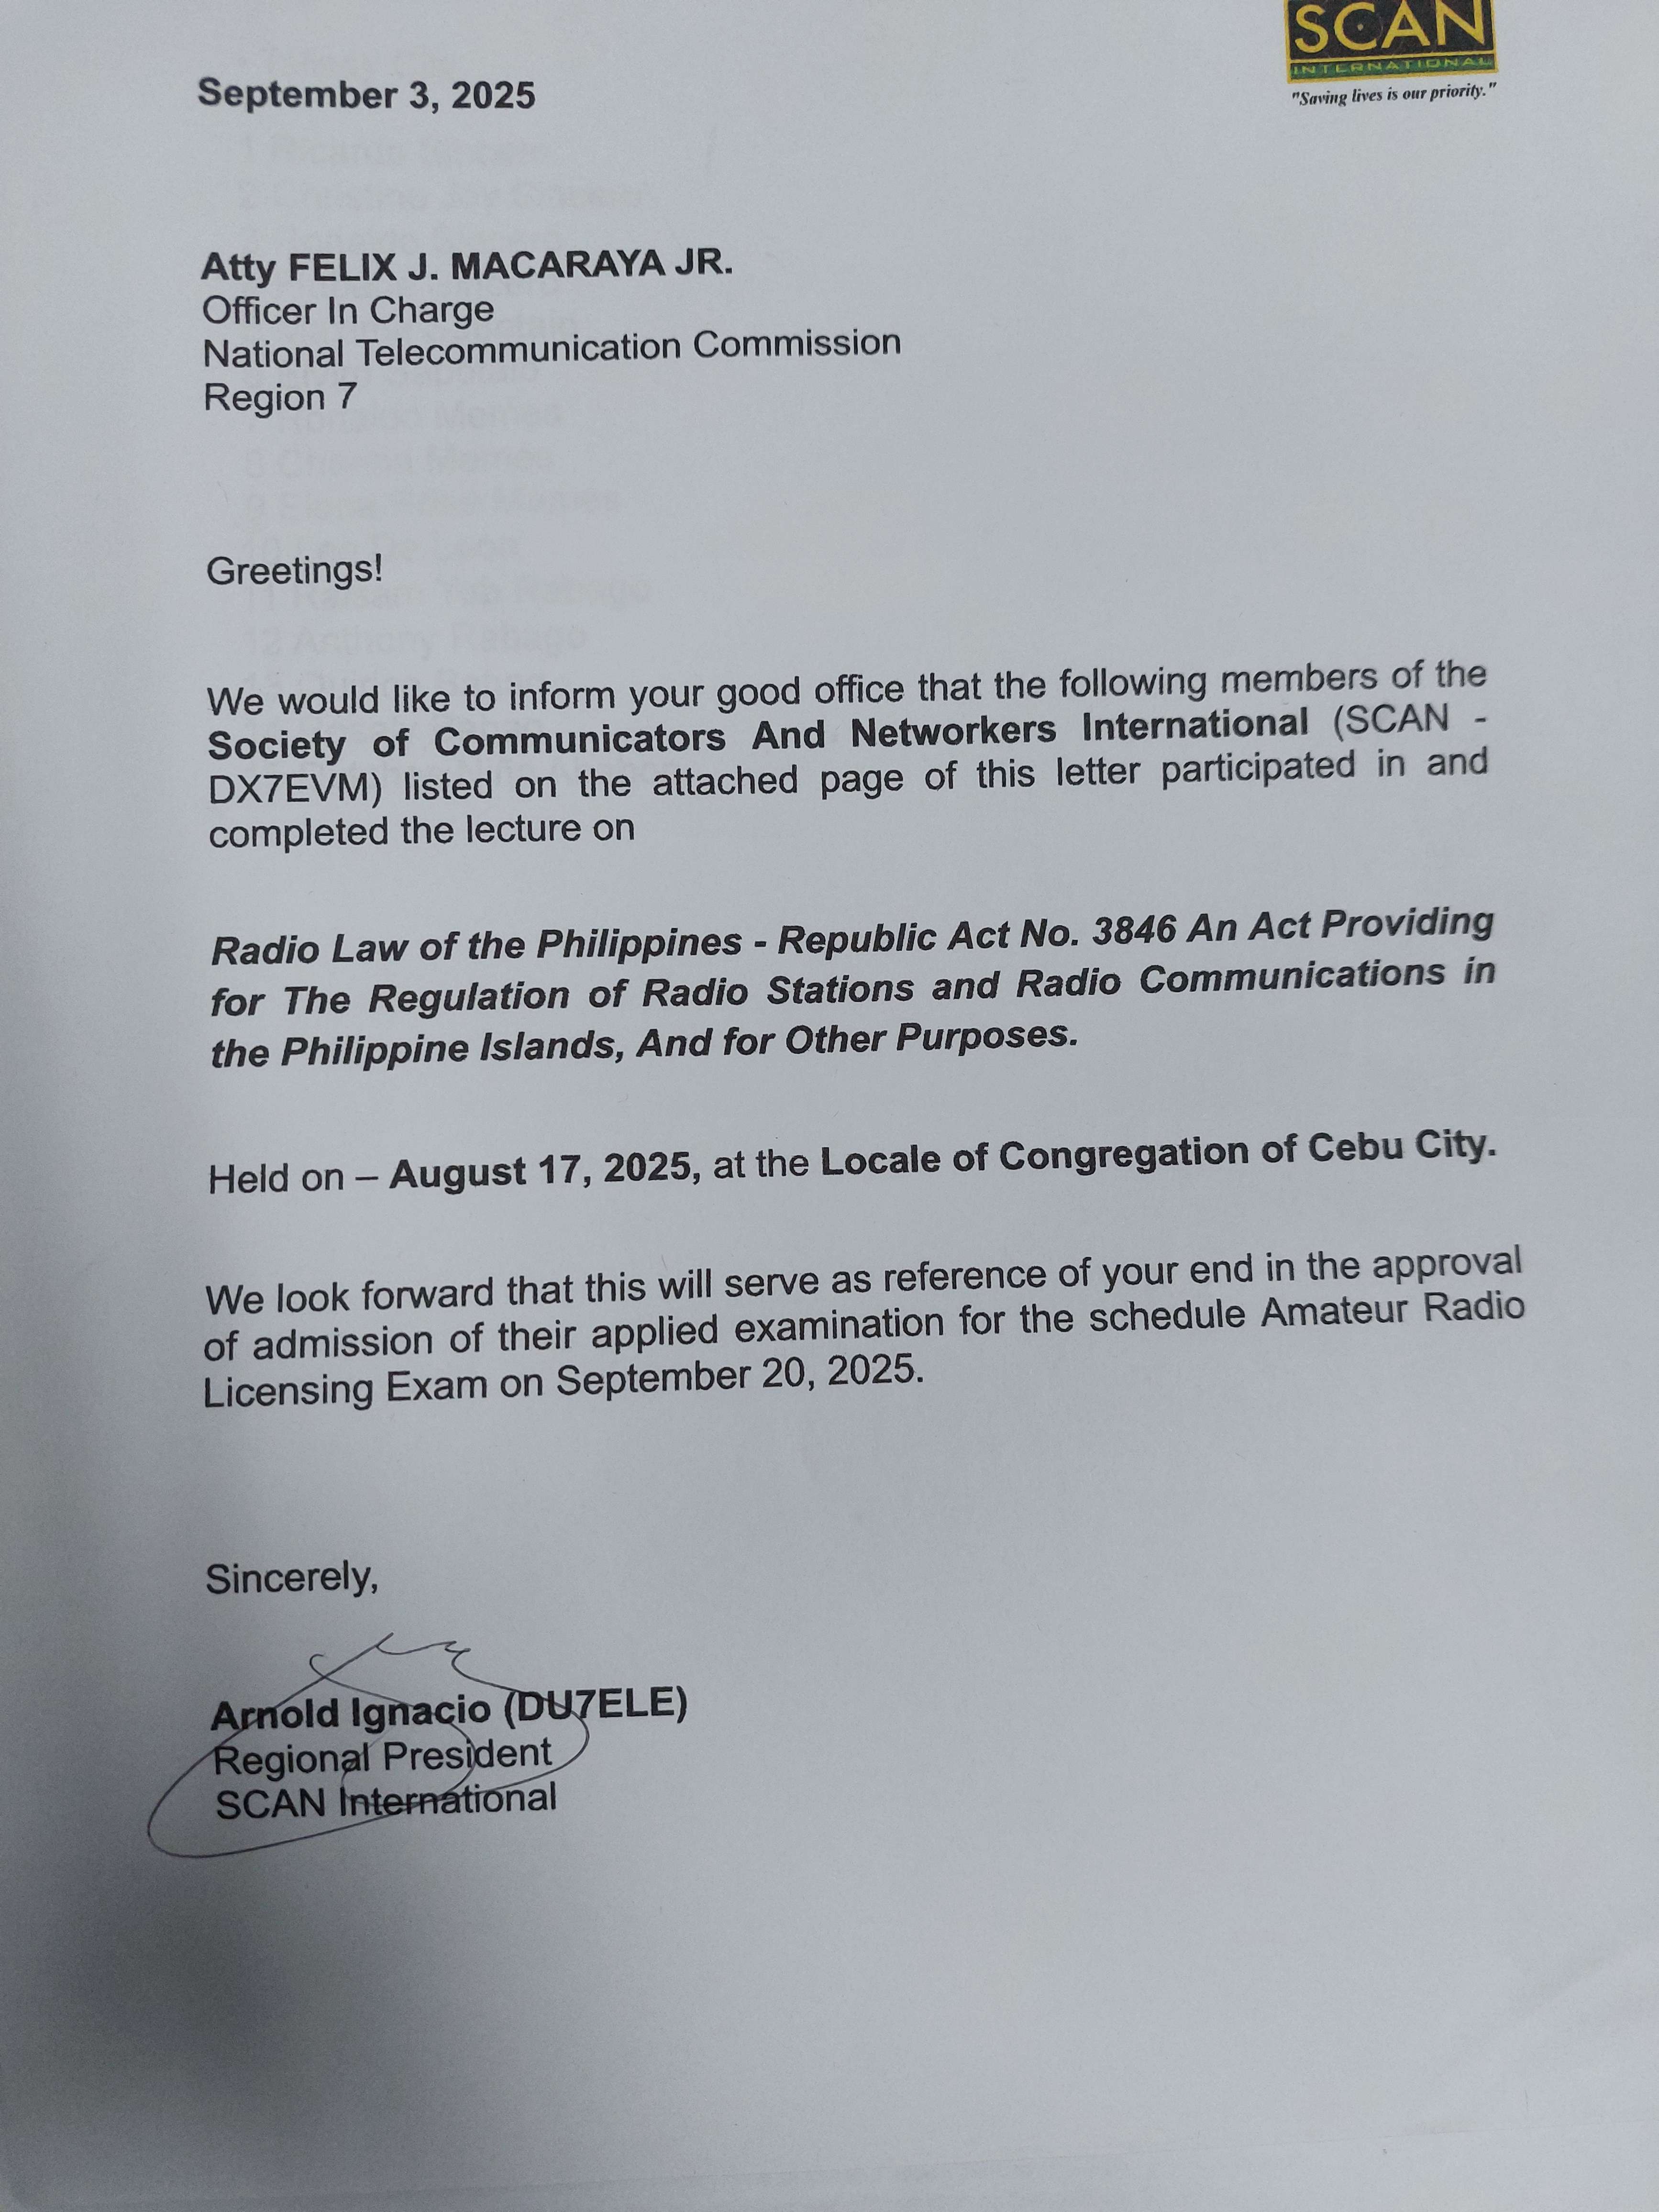 SCAN
INTERNATIONAL
"Saving lives is our priority."
September 3, 2025
Atty FELIX J. MACARAYA JR.
Officer In Charge
National Telecommunication Commission
Region 7
Greetings!
We would like to inform your good office that the following members of the
Society of Communicators And Networkers International (SCAN -
DX7EVM) listed on the attached page of this letter participated in and
completed the lecture on
Radio Law of the Philippines - Republic Act No. 3846 An Act Providing
for The Regulation of Radio Stations and Radio Communications in
the Philippine Islands, And for Other Purposes.
Held on – August 17, 2025, at the Locale of Congregation of Cebu City.
We look forward that this will serve as reference of your end in the approval
of admission of their applied examination for the schedule Amateur Radio
Licensing Exam on September 20, 2025.
Sincerely,
Arnold Ignacio (DU7ELE)
Regional President
SCAN International